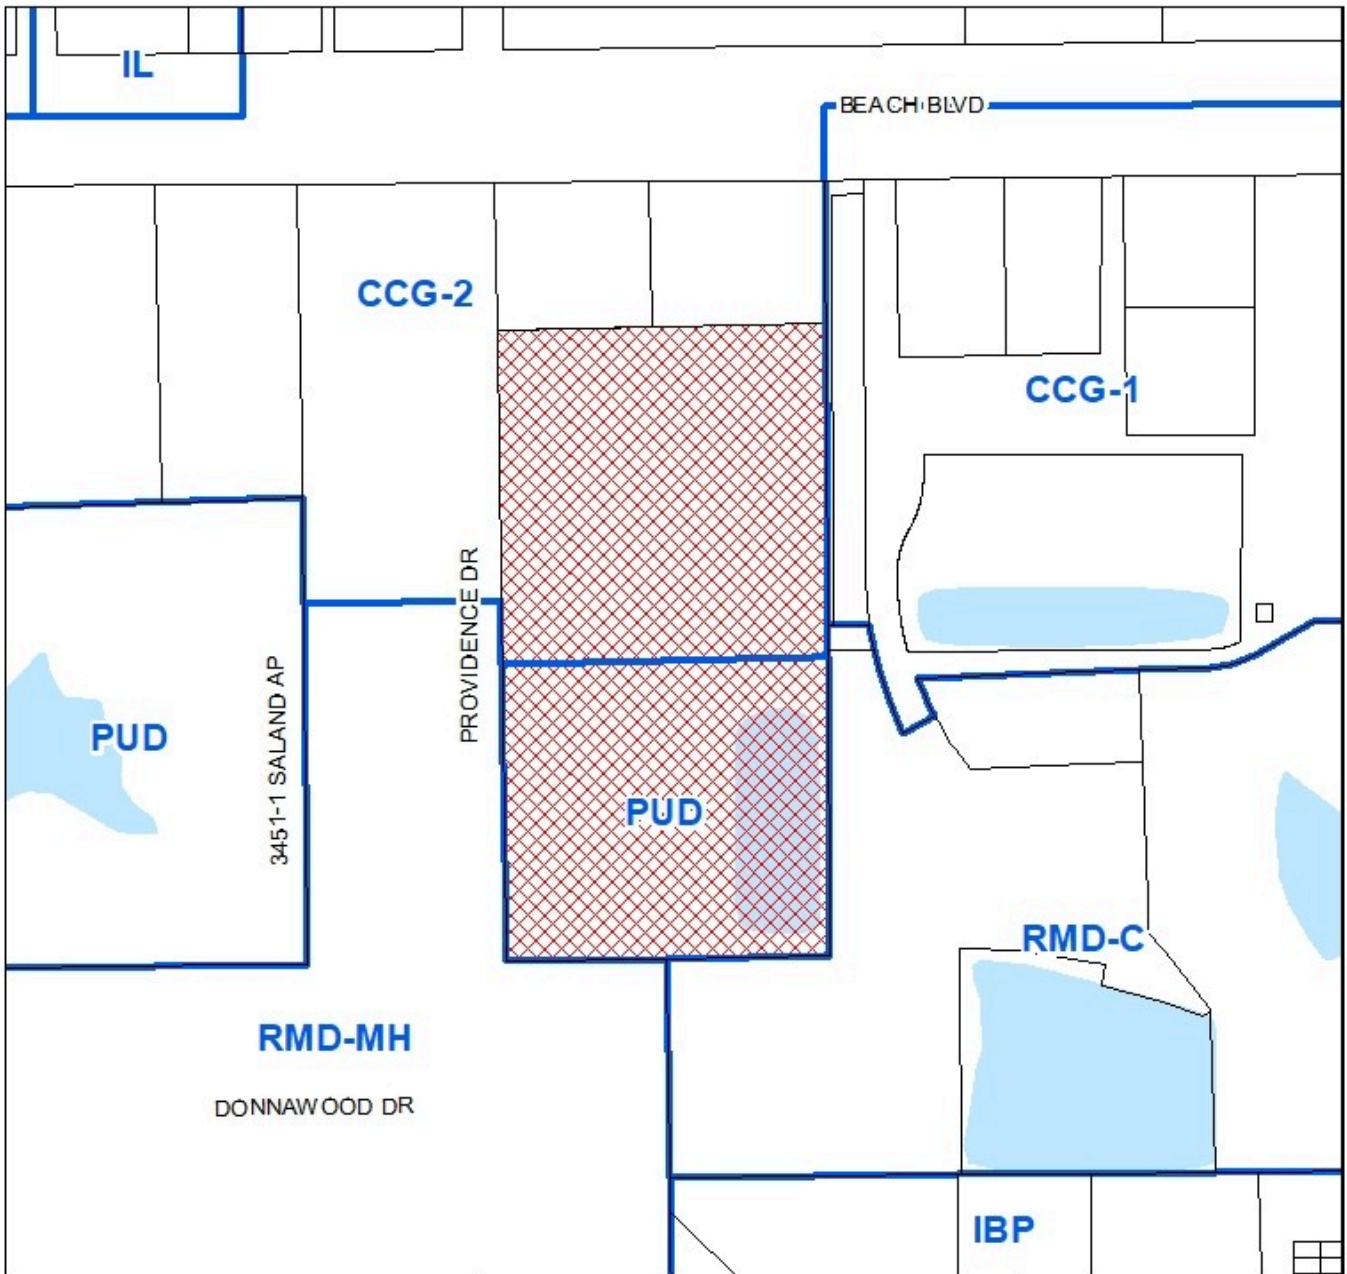 IL
BEACH BLVD
CCG-2
CCG-1
PROVIDENCE DR
3451-1 SALAND AP
PUD
PUD
RMD-C
RMD-MH
DONNAWOOD DR
IBP